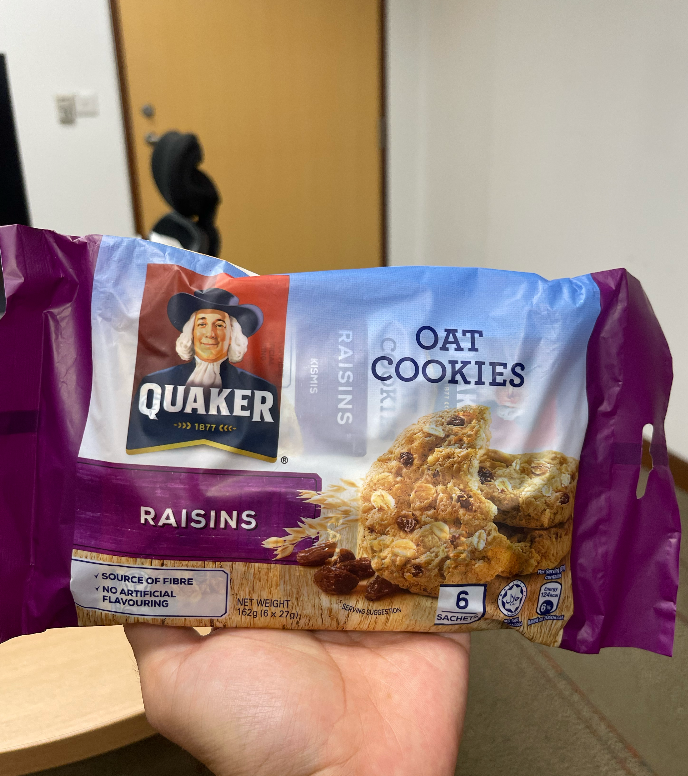 QUAKER
1877
®
RAISINS
KISMIS
RAISINS
OAT
COOKIES
✓ SOURCE OF FIBRE
✓ NO ARTIFICIAL
FLAVOURING
NET WEIGHT
162g (6 x 27g)
*SERVING SUGGESTION
6
SACHETS
Energy